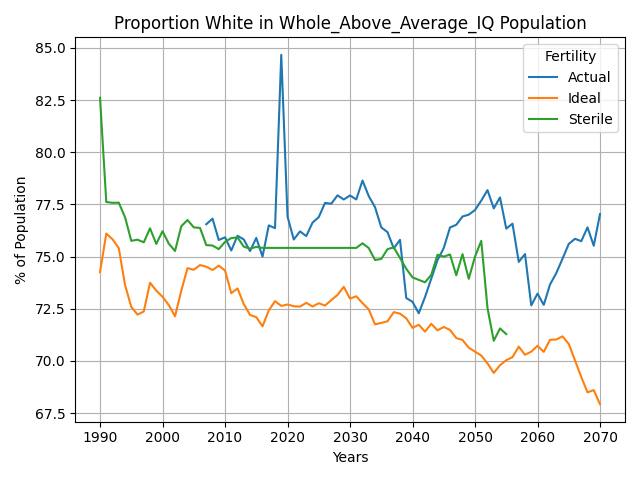 Proportion White in Whole_Above_Average_IQ Population
Fertility
Actual
Ideal
Sterile
% of Population
85.0
82.5
80.0
77.5
75.0
72.5
70.0
67.5
1990 2000 2010 2020 2030 2040 2050 2060 2070
Years